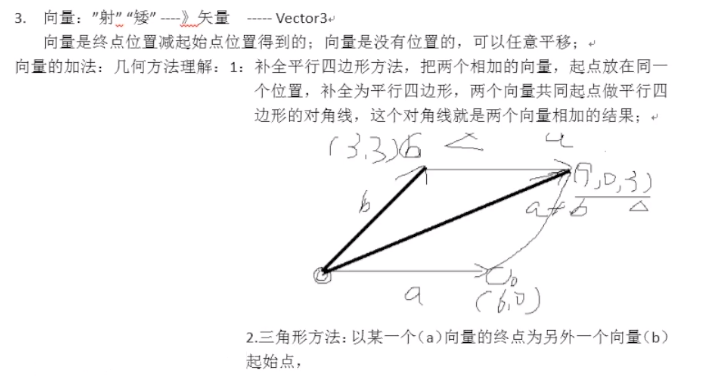 3. 向量：”射” “矮” ----》矢量 ----- Vector3
向量是终点位置减起始点位置得到的；向量是没有位置的，可以任意平移；
向量的加法：几何方法理解：1：补全平行四边形方法，把两个相加的向量，起点放在同一
个位置，补全为平行四边形，两个向量共同起点做平行四
边形的对角线，这个对角线就是两个向量相加的结果；
(3,3)
a
b
,0,3)
a+b
a
(6,0)
2.三角形方法：以某一个（a）向量的终点为另外一个向量（b）
起始点，